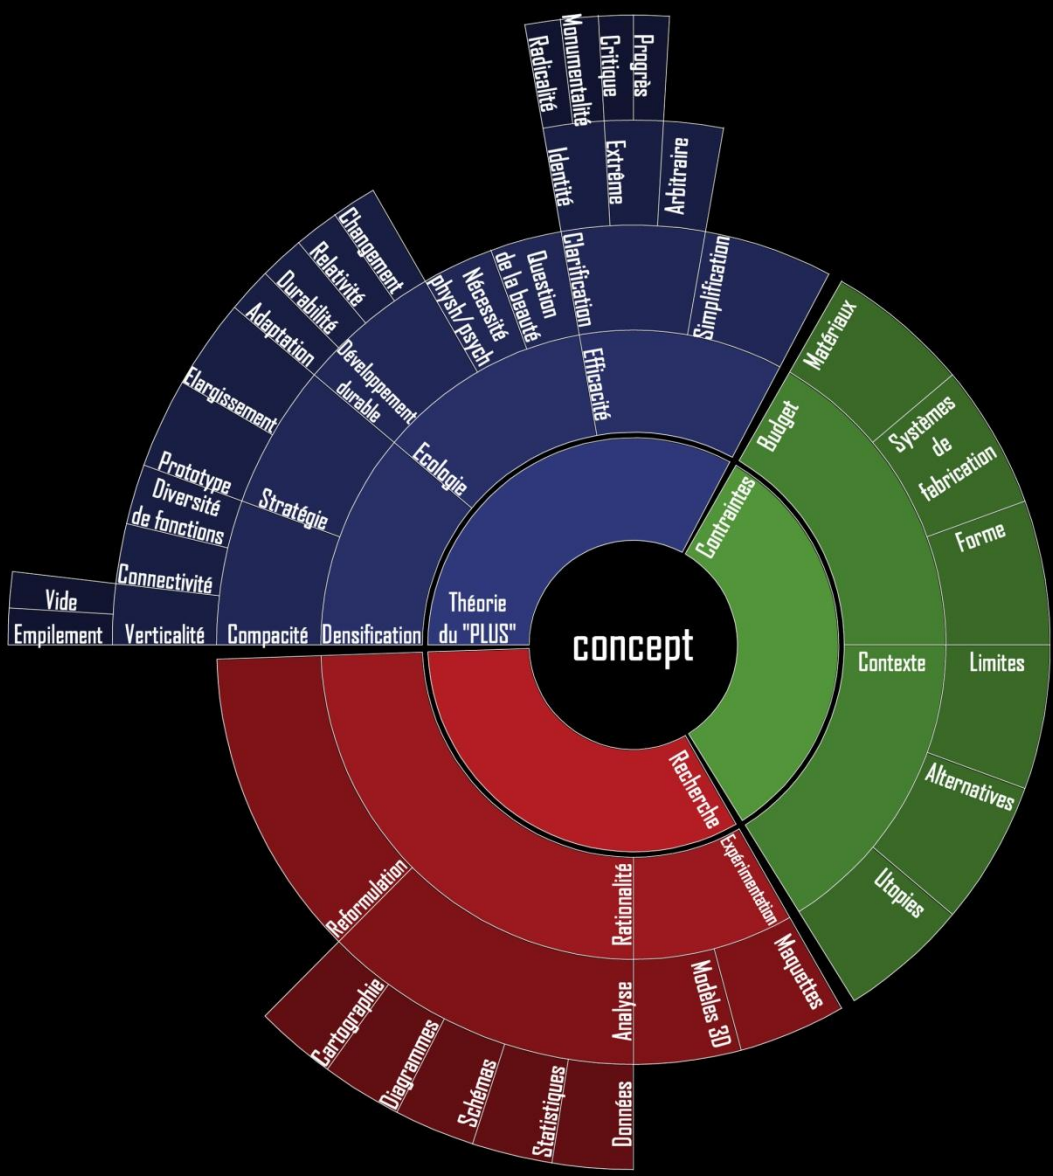 concept
Théorie
du "PLUS"
Densification
Compacité
Verticalité
Empilement
Vide
Connectivité
Diversité
de fonctions
Prototype
Stratégie
Elargissement
Adaptation
Ecologie
Développement
durable
Durabilité
Relativité
Changement
Nécessité
physh/psych
Question
de la beauté
Efficacité
Clarification
Identité
Radicalité
Monumentalité
Extrême
Critique
Progrès
Arbitraire
Simplification
Contraintes
Budget
Matériaux
Systèmes
de
fabrication
Forme
Contexte
Limites
Alternatives
Utopies
Recherche
Expérimentation
Maquettes
Modèles 3D
Rationalité
Analyse
Données
Statistiques
Schémas
Diagrammes
Cartographie
Reformulation